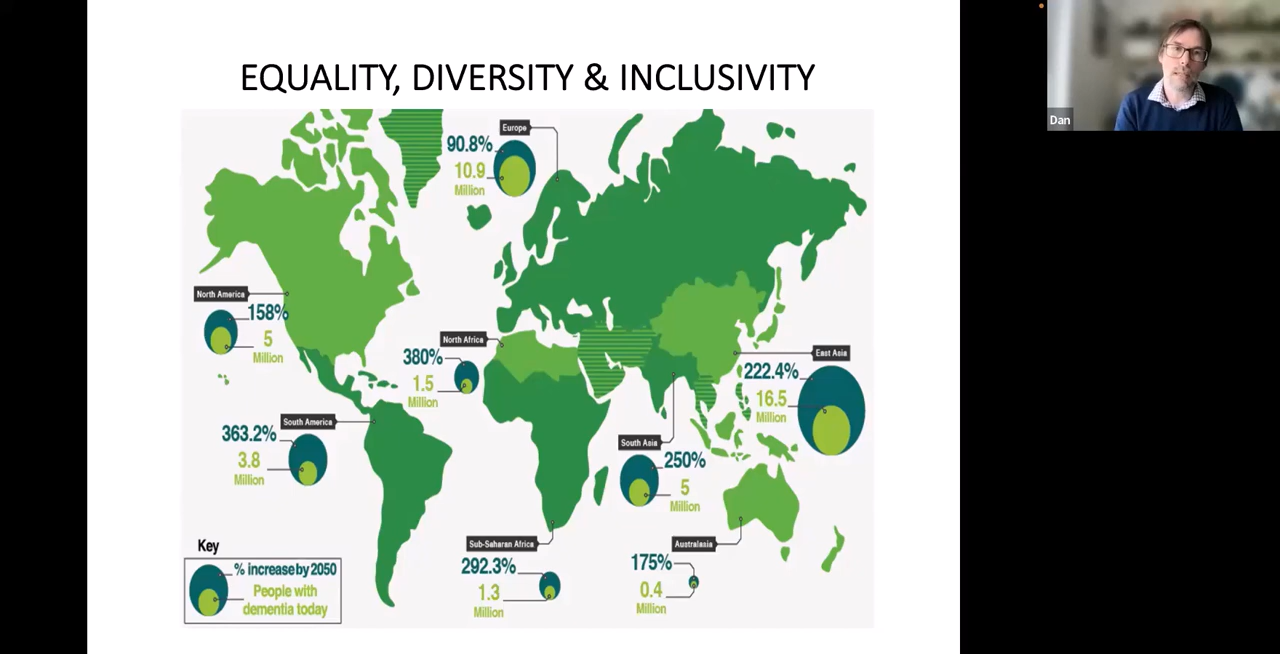 EQUALITY, DIVERSITY & INCLUSIVITY
Dan
Europe
90.8%
10.9
Million
North America
158%
5
Million
North Africa
380%
1.5
Million
East Asia
222.4%
16.5
Million
South America
363.2%
3.8
Million
South Asia
250%
5
Million
Sub-Saharan Africa
292.3%
1.3
Million
Australasia
175%
0.4
Million
Key
% increase by 2050
People with
dementia today